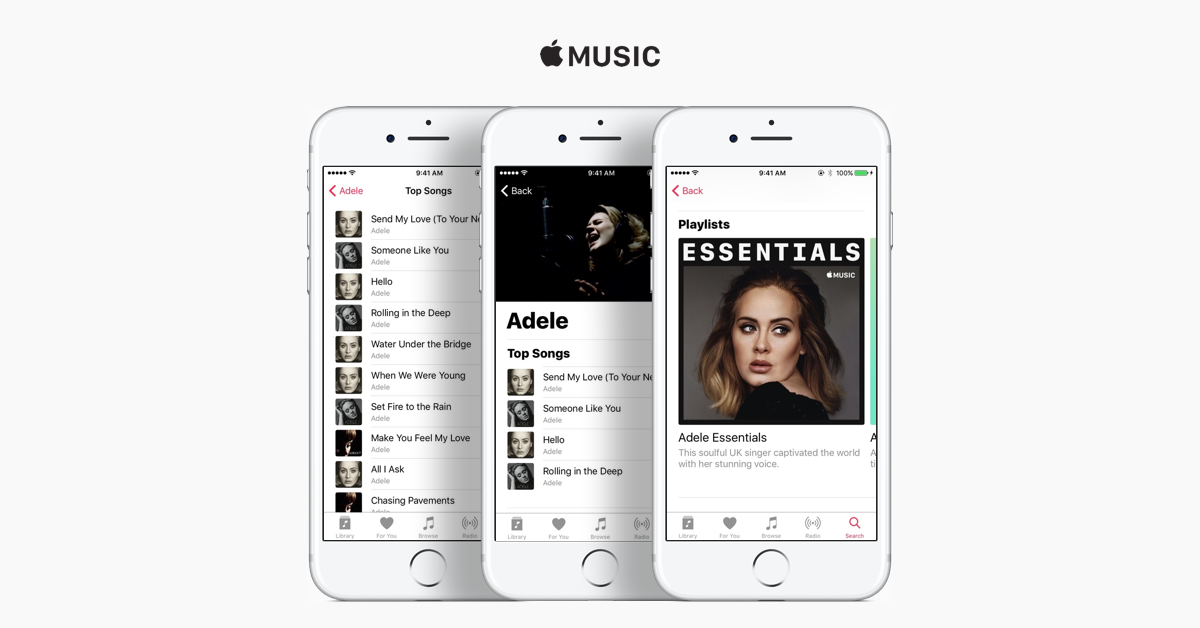 MUSIC
9:41 AM
Adele
Top Songs
Send My Love (To Your Ne
Adele
Someone Like You
Adele
Hello
Adele
Rolling in the Deep
Adele
Water Under the Bridge
Adele
When We Were Young
Adele
Set Fire to the Rain
Adele
Make You Feel My Love
Adele
All I Ask
Adele
Chasing Pavements
Library
For You
Browse
Radio
9:41 AM
Back
Adele
Top Songs
Send My Love (To Your Ne
Adele
Someone Like You
Adele
Hello
Adele
Rolling in the Deep
Adele
Library
For You
Browse
Radio
9:41 AM
100%
Back
Playlists
ESSENTIALS
MUSIC
Adele Essentials
This soulful UK singer captivated the world
with her stunning voice.
A
A
ti
Library
For You
Browse
Radio
Search